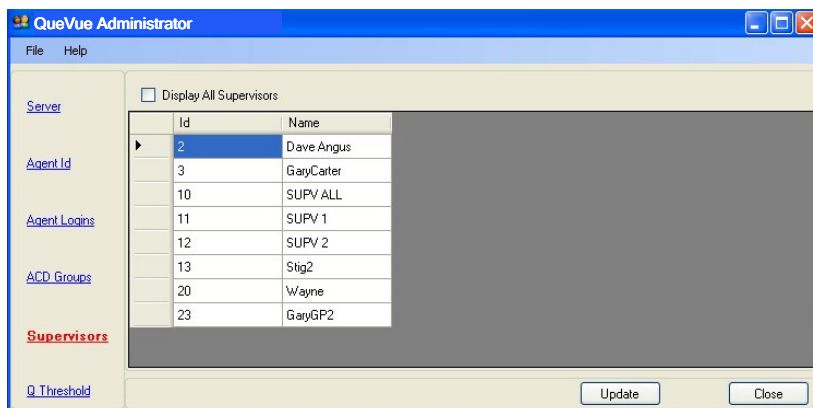 QueVue Administrator
File Help
Server
Agent Id
Agent Logins
ACD Groups
Supervisors
Q Threshold
Display All Supervisors
Id Name
2 Dave Angus
3 GaryCarter
10 SUPV ALL
11 SUPV 1
12 SUPV 2
13 Stig2
20 Wayne
23 GaryGP2
Update Close